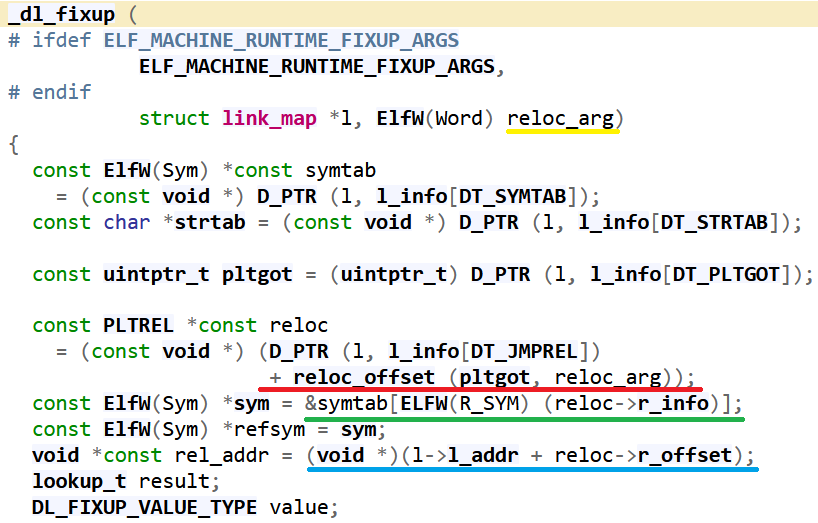 _dl_fixup (
# ifdef ELF_MACHINE_RUNTIME_FIXUP_ARGS
ELF_MACHINE_RUNTIME_FIXUP_ARGS,
# endif
struct link_map *l, ElfW(Word) reloc_arg)
{
const ElfW(Sym) *const symtab
= (const void *) D_PTR (l, l_info[DT_SYMTAB]);
const char *strtab = (const void *) D_PTR (l, l_info[DT_STRTAB]);
const uintptr_t pltgot = (uintptr_t) D_PTR (l, l_info[DT_PLTGOT]);
const PLTREL *const reloc
= (const void *) (D_PTR (l, l_info[DT_JMPREL])
+ reloc_offset (pltgot, reloc_arg));
const ElfW(Sym) *sym = &symtab[ELFW(R_SYM) (reloc->r_info)];
const ElfW(Sym) *refsym = sym;
void *const rel_addr = (void *)(l->l_addr + reloc->r_offset);
lookup_t result;
DL_FIXUP_VALUE_TYPE value;